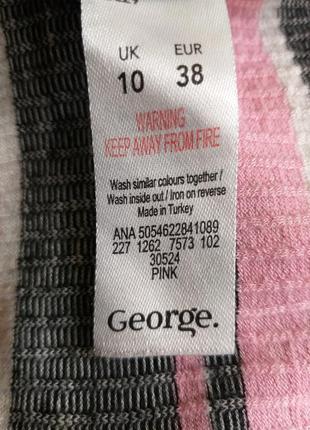 UK EUR
10 38
WARNING
KEEP AWAY FROM FIRE
Wash similar colours together /
Wash inside out / Iron on reverse
Made in Turkey
ANA 5054622841089
227 1262 7573 102
30524
PINK
George.